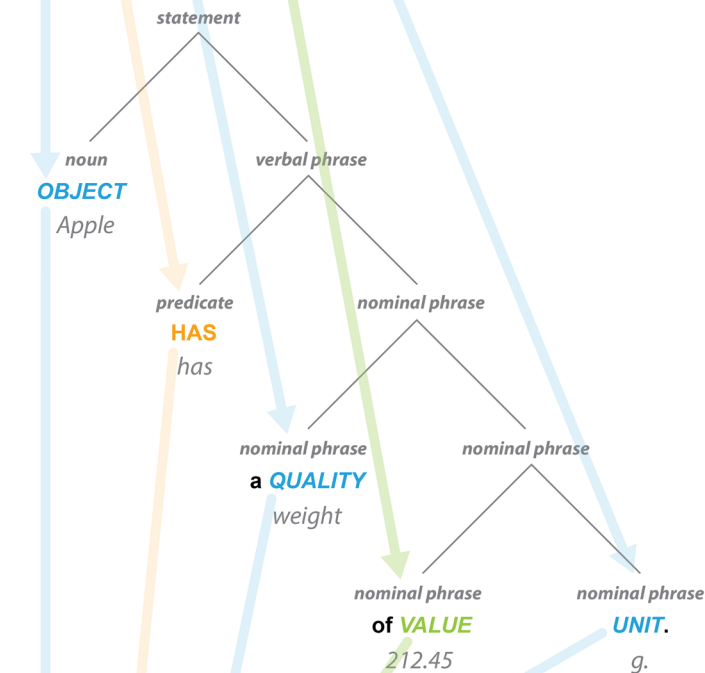 statement
noun
verbal phrase
OBJECT
Apple
predicate
nominal phrase
HAS
has
nominal phrase
nominal phrase
a QUALITY
weight
nominal phrase
nominal phrase
of VALUE
UNIT.
212.45
g.